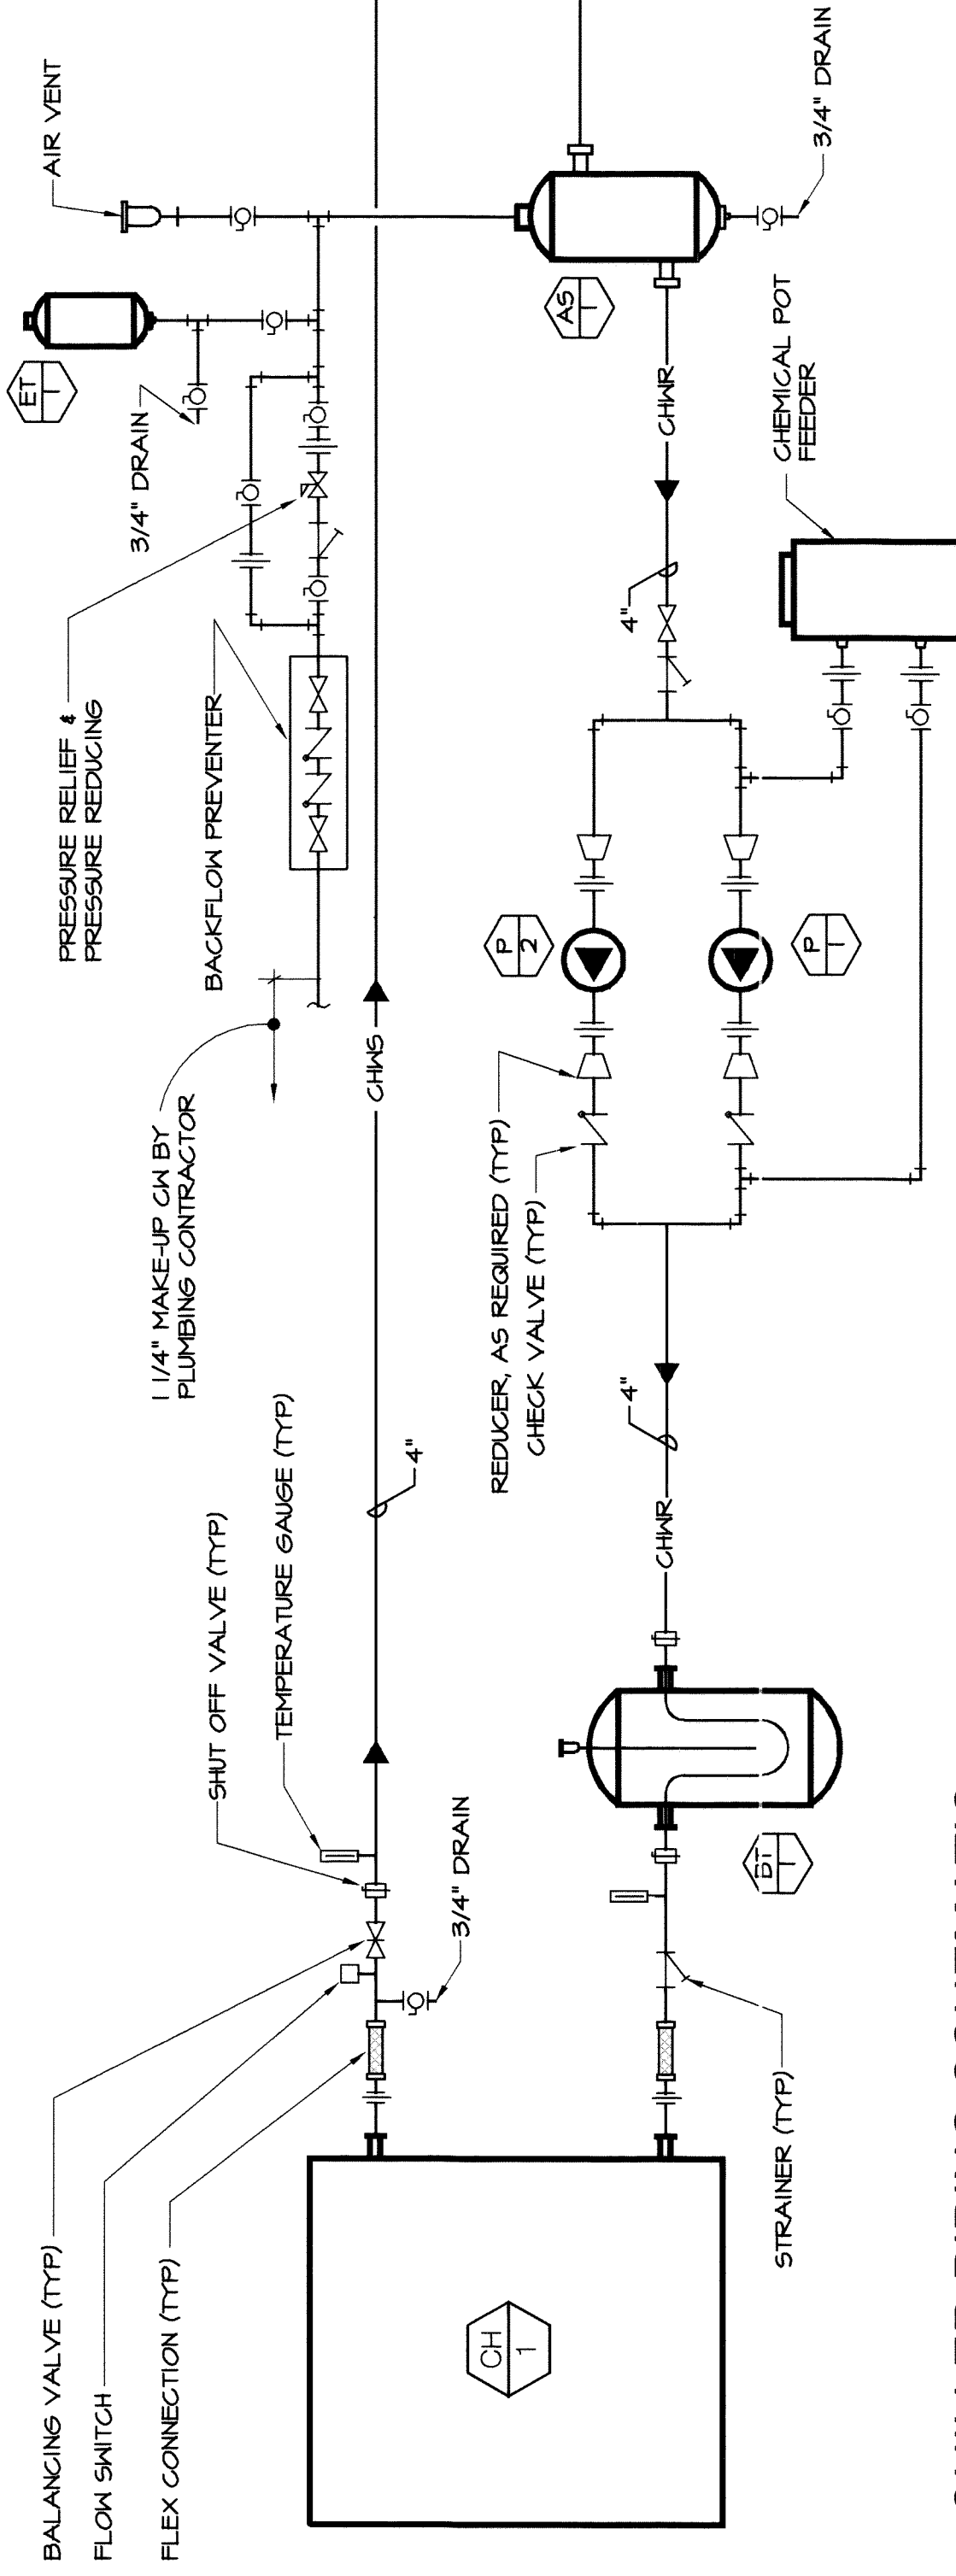 BALANCING VALVE (TYP)
FLOW SWITCH
FLEX CONNECTION (TYP)
CH
1
SHUT OFF VALVE (TYP)
TEMPERATURE GAUGE (TYP)
3/4" DRAIN
STRAINER (TYP)
DT
1
4"
CHWS
1 1/4" MAKE-UP CW BY
PLUMBING CONTRACTOR
CHWR
4"
REDUCER, AS REQUIRED (TYP)
CHECK VALVE (TYP)
P
2
P
1
PRESSURE RELIEF &
PRESSURE REDUCING
BACKFLOW PREVENTER
3/4" DRAIN
ET
1
AIR VENT
4"
CHWR
AS
1
CHEMICAL POT
FEEDER
3/4" DRAIN